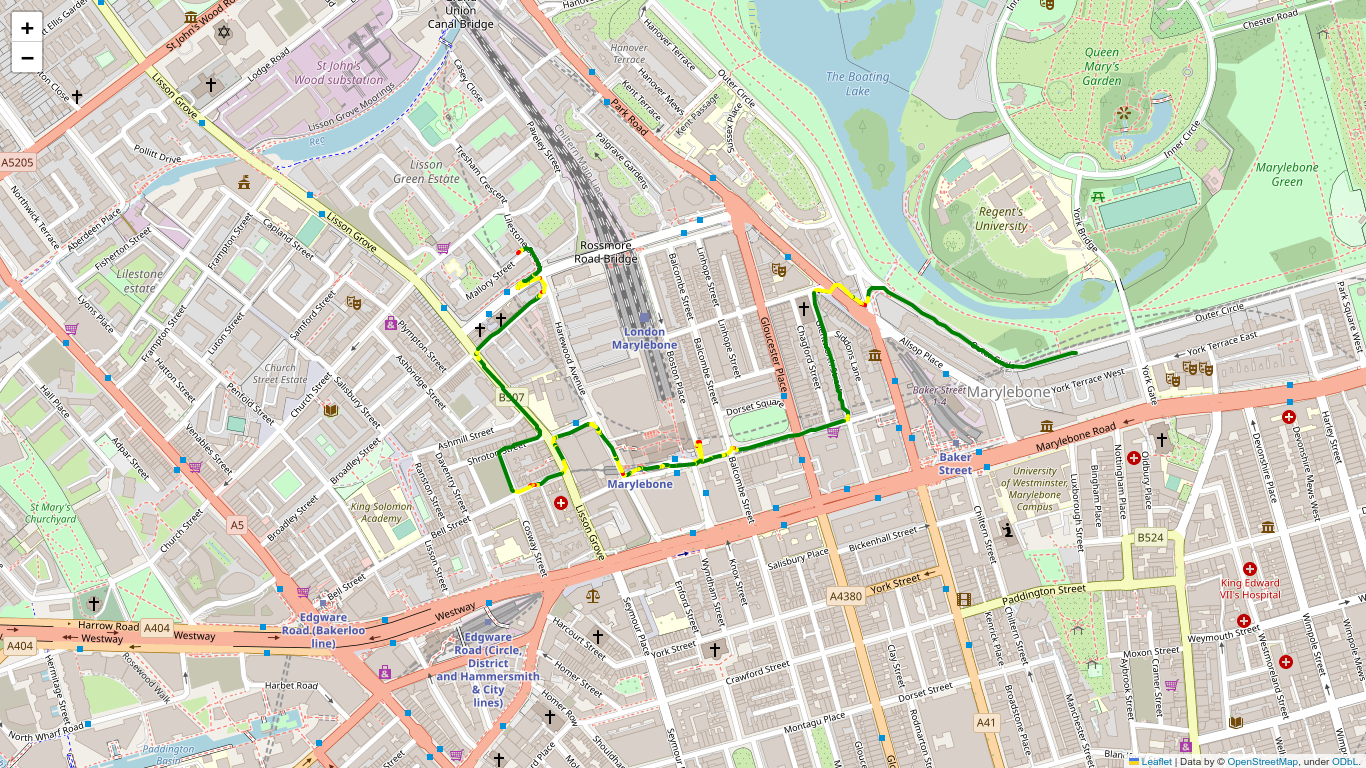 +
−
Union
Canal Bridge
St John's Wood Road
Lodge Road
St John's
Wood substation
Lisson Grove Moorings
Lisson Grove
Casey Close
Hanover
Terrace
Hanover Terrace
Hanover Mews
Kent Terrace
Kent Passage
Outer Circle
Park Road
The Boating
Lake
Queen
Mary's
Garden
Chester Road
Inner Circle
Marylebone
Green
A5205
Pollitt Drive
Lisson
Green Estate
Tresham Crescent
Paveley Street
Palgrave Gardens
Regent's
University
York Bridge
Northwick Terrace
Aberdeen Place
Fisherton Street
Frampton Street
Capland Street
Lisson Grove
Lilestone
estate
Lyons Place
Frampton Street
Luton Street
Samford Street
Mallory Street
Rossmore
Road Bridge
Linhope Street
Balcombe Street
London
Marylebone
Harewood Avenue
Boston Place
Balcombe Street
Linhope Street
Gloucester Place
Chagford Street
Siddons Lane
Allsop Place
Outer Circle
Outer Circle
York Terrace East
York Terrace West
York Gate
Baker Street
1-4
Marylebone
Marylebone Road
Baker
Street
Plympton Street
Ashbridge Street
Salisbury Street
Church
Street Estate
Church Street
Penfold Street
Hatton Street
Hall Place
Adpar Street
Venables Street
Broadley Street
Ashmill Street
Shroton Street
B507
Dorset Square
Marylebone
Balcombe Street
Daventry Street
Ranston Street
King Solomon
Academy
Bell Street
Lisson Street
Cosway Street
Lisson Grove
St Mary's
Churchyard
A5
Church Street
Broadley Street
Bell Street
Edgware
Road (Bakerloo
line)
Harrow Road
A404
A404
Westway
Westway
Westway
Edgware
Road (Circle,
District
and Hammersmith
& City
lines)
Harcourt Street
Homer Street
Homer Row
Seymour Place
York Street
Enford Street
Wyndham Street
Knox Street
Salisbury Place
Bickenhall Street
A4380
York Street
Crawford Street
Montagu Place
Clay Street
Dorset Street
A41
University
of Westminster,
Marylebone
Campus
Chiltern Street
Luxborough Street
Bingham Place
Nottingham Place
Oldbury Place
B524
Paddington Street
Kenrick Place
Chiltern Street
Broadstone Place
Manchester Street
Moxon Street
Aybrook Street
Cramer Street
Weymouth Street
Westmoreland Street
Wimpole Street
King Edward
VII's Hospital
Devonshire Place
Devonshire Mews West
Harley Street
Hermitage Street
Rosewood Walk
Harbet Road
North Wharf Road
Paddington
Basin
Leaflet | Data by © OpenStreetMap, under ODbL.